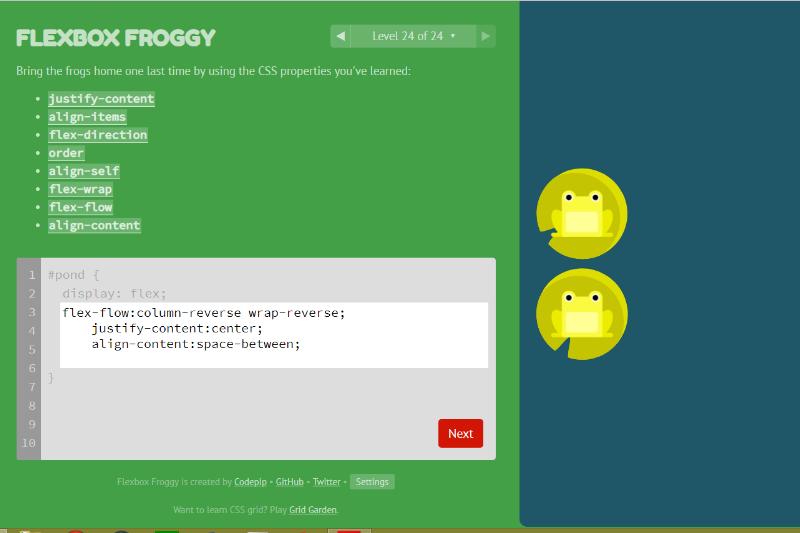 FLEXBOX FROGGY
◀ Level 24 of 24 ▼ ▶
Bring the frogs home one last time by using the CSS properties you've learned:
• justify-content
• align-items
• flex-direction
• order
• align-self
• flex-wrap
• flex-flow
• align-content
1 #pond {
2 display: flex;
3 flex-flow:column-reverse wrap-reverse;
4 justify-content:center;
5 align-content:space-between;
6
7 }
8
9
10
Next
Flexbox Froggy is created by Codepip • GitHub • Twitter • Settings
Want to learn CSS grid? Play Grid Garden.